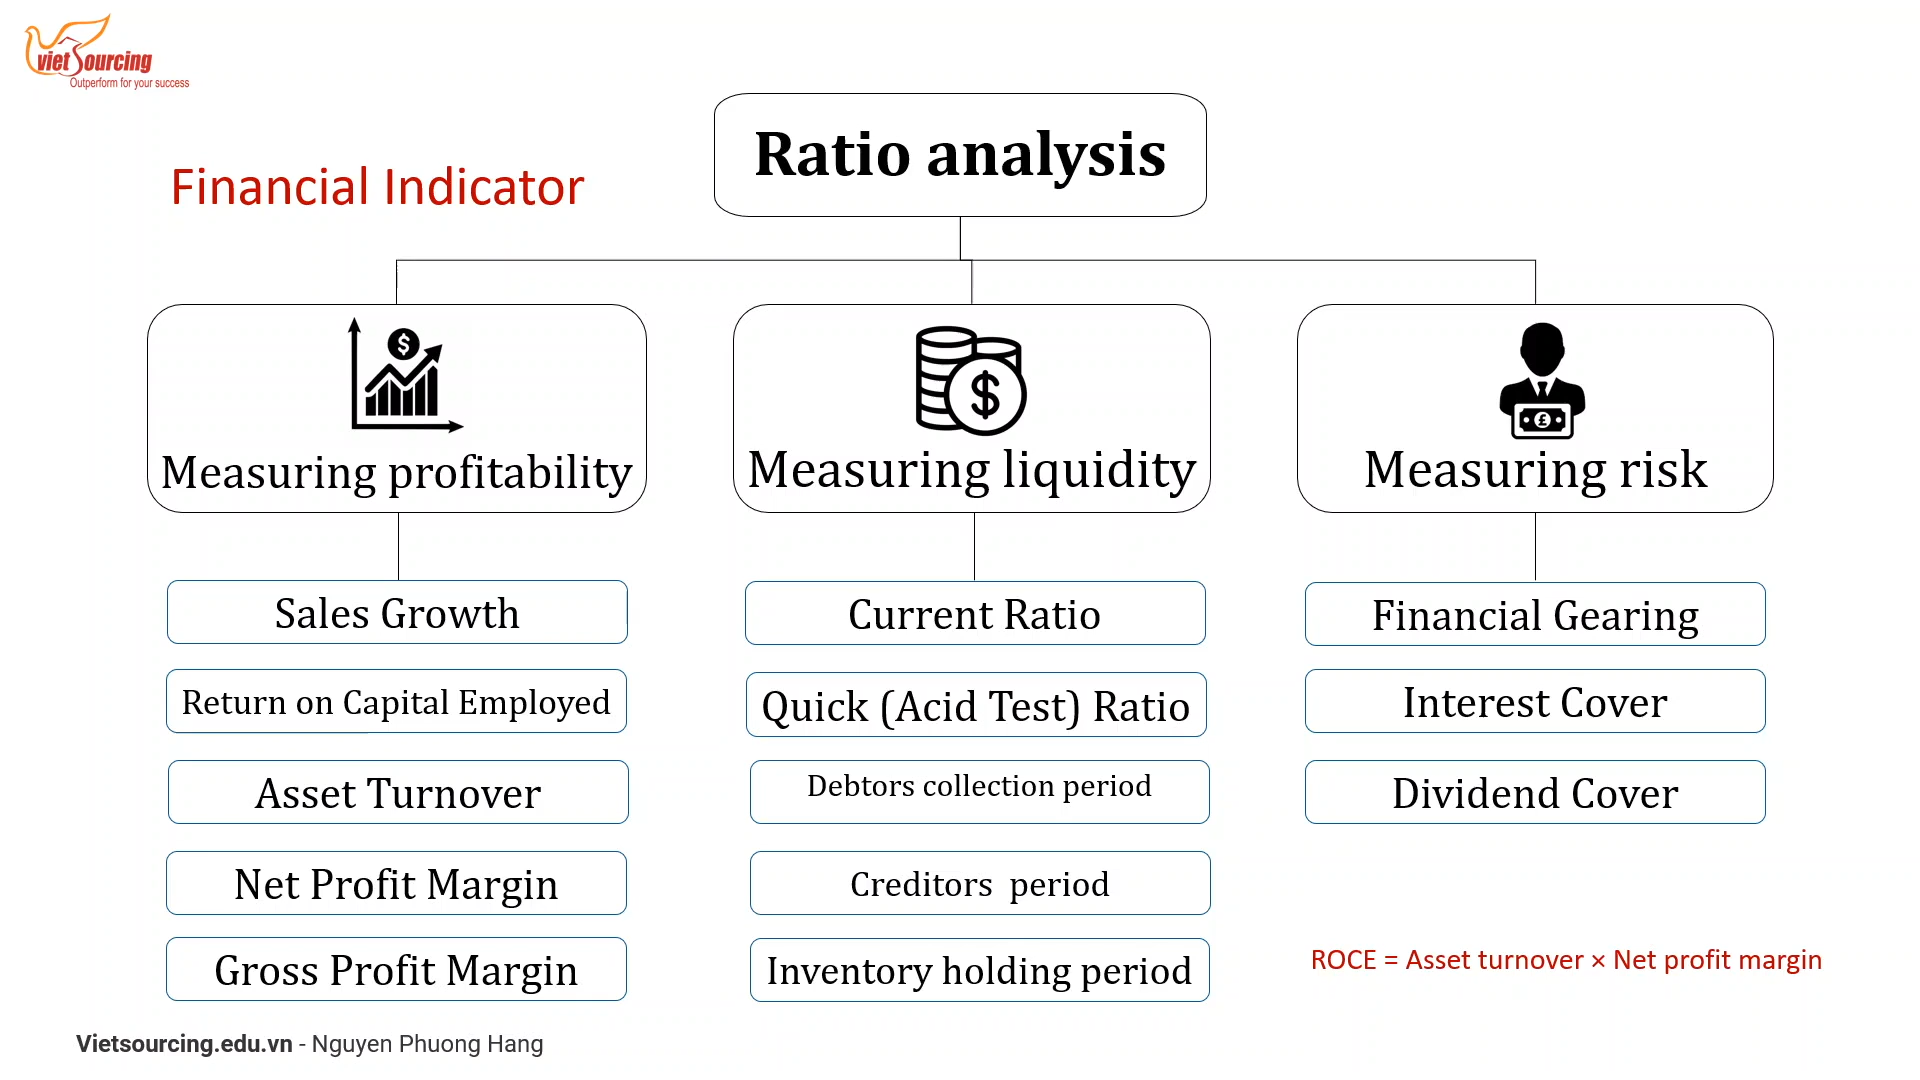 vietSourcing
Outperform for your success
Financial Indicator
Ratio analysis
$
Measuring profitability
$
Measuring liquidity
£
Measuring risk
Sales Growth
Return on Capital Employed
Asset Turnover
Net Profit Margin
Gross Profit Margin
Current Ratio
Quick (Acid Test) Ratio
Debtors collection period
Creditors  period
Inventory holding period
Financial Gearing
Interest Cover
Dividend Cover
ROCE = Asset turnover × Net profit margin
Vietsourcing.edu.vn - Nguyen Phuong Hang